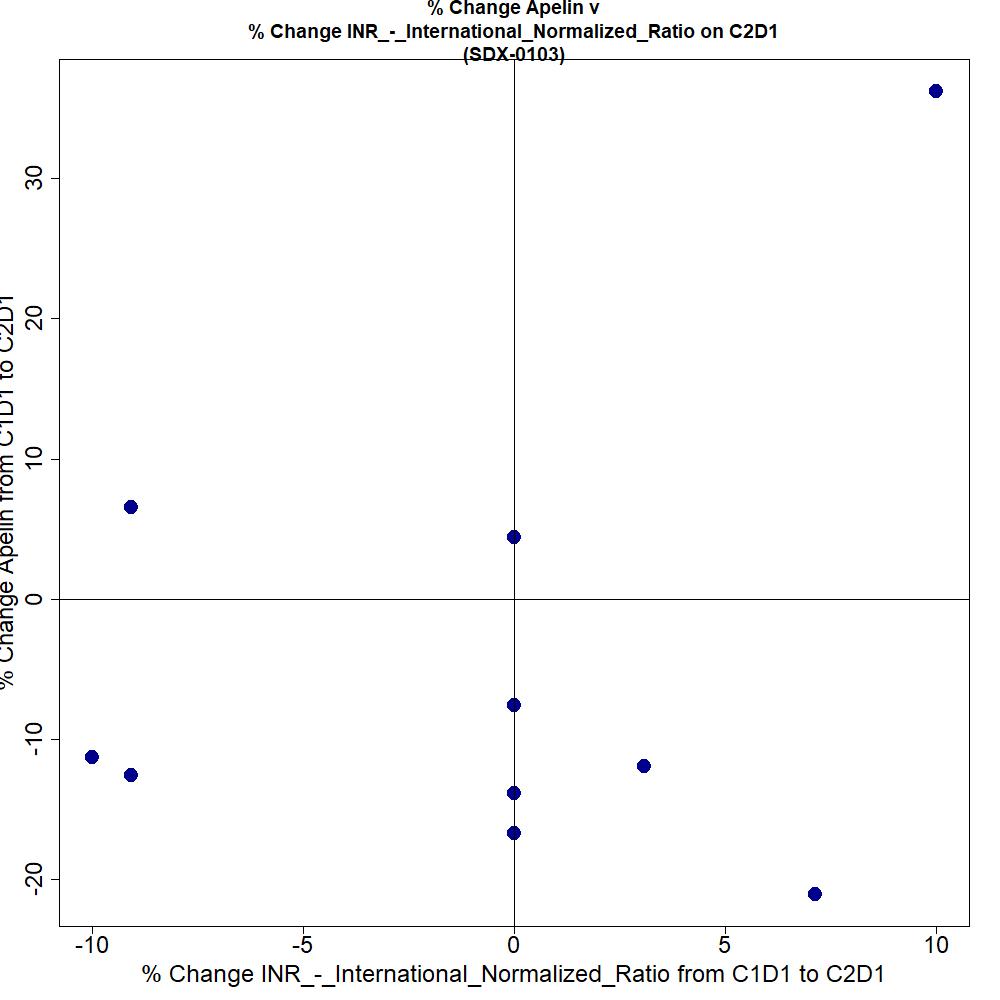 % Change Apelin v
% Change INR_-_International_Normalized_Ratio on C2D1
(SDX-0103)
% Change Apelin from C1D1 to C2D1
30
20
10
0
-10
-20
-10
-5
0
5
10
% Change INR_-_International_Normalized_Ratio from C1D1 to C2D1